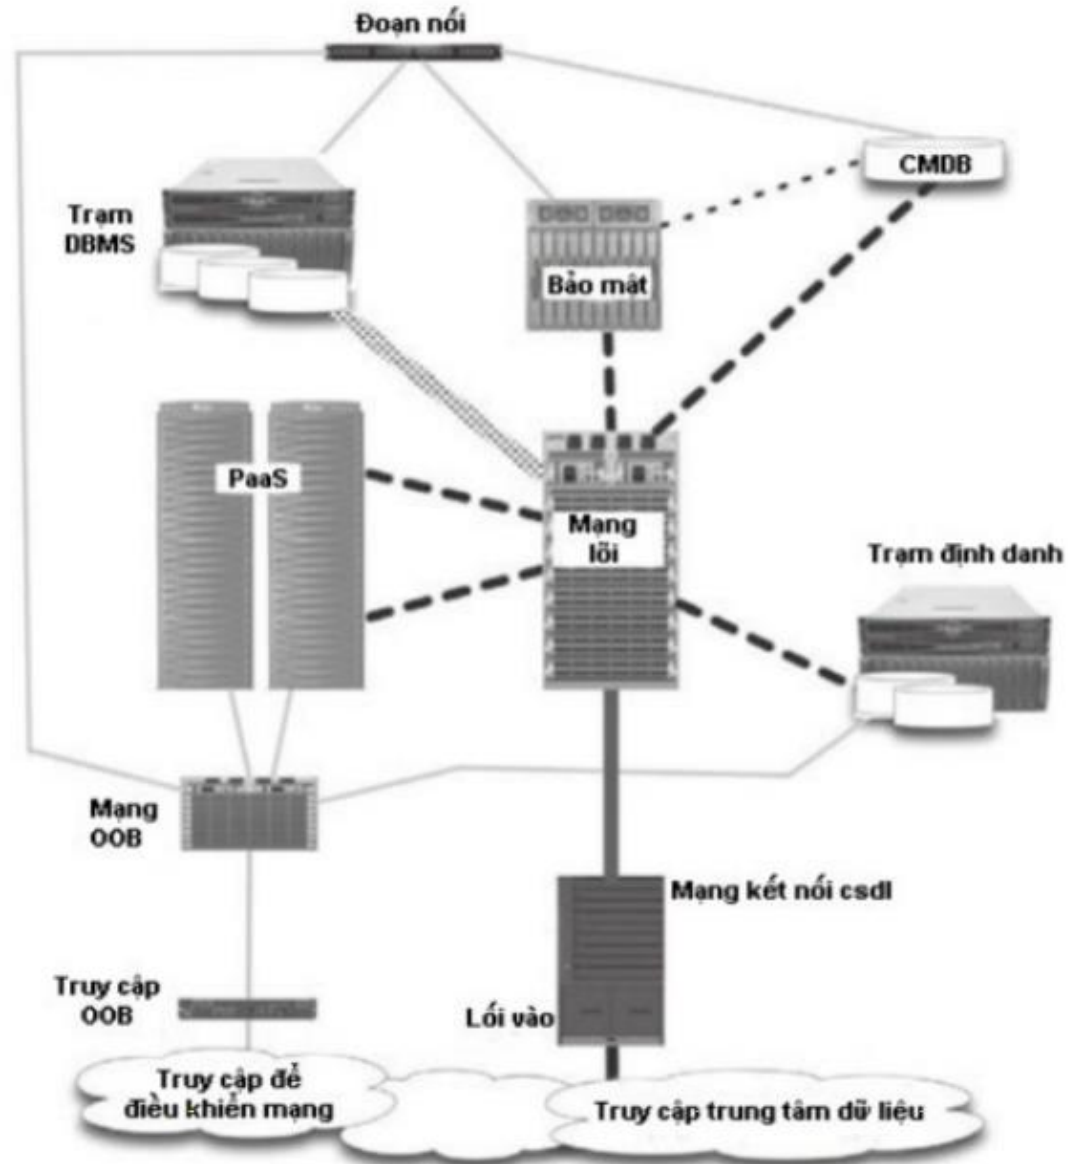 Đoạn nối
CMDB
Trạm
DBMS
Bảo mật
PaaS
Mạng
lõi
Trạm định danh
Mạng
OOB
Mạng kết nối csdl
Truy cập
OOB
Lối vào
Truy cập để
điều khiển mạng
Truy cập trung tâm dữ liệu